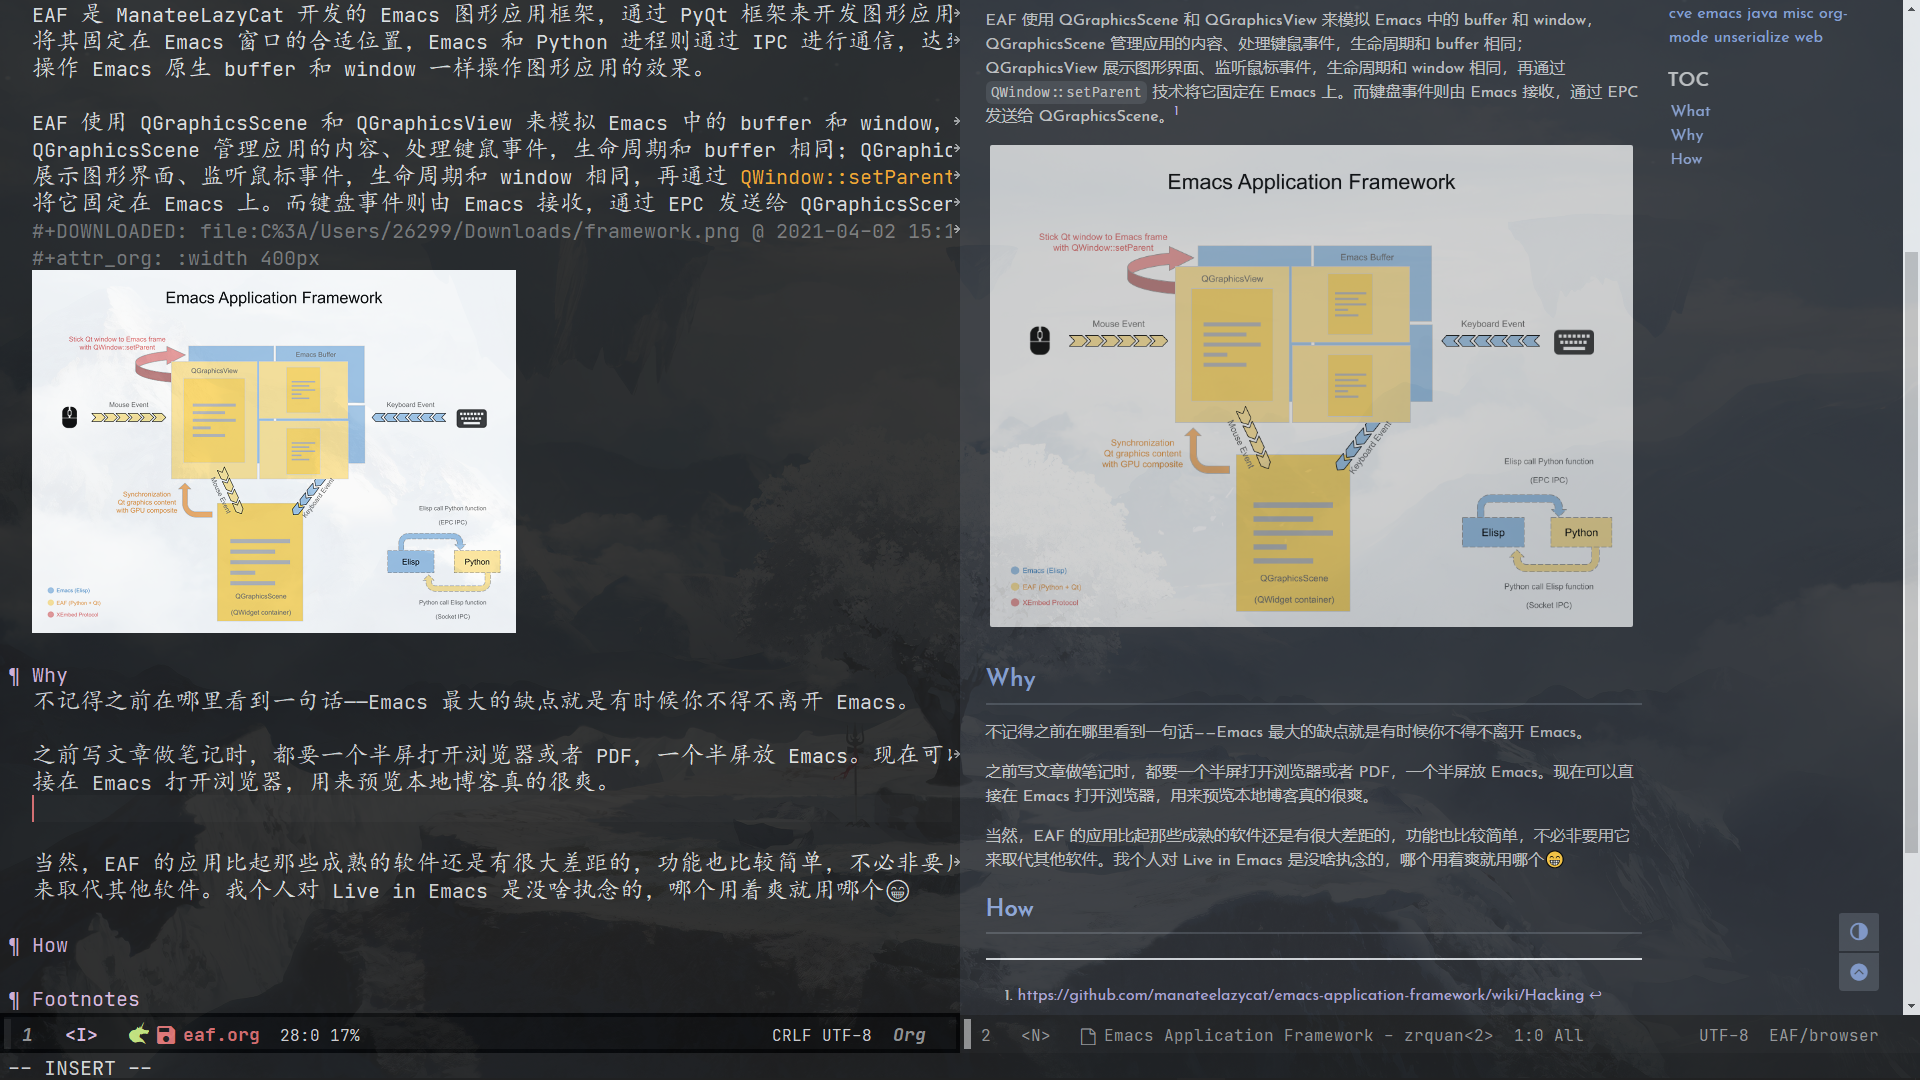 EAF 是 ManateeLazyCat 开发的 Emacs 图形应用框架，通过 PyQt 框架来开发图形应用
将其固定在 Emacs 窗口的合适位置，Emacs 和 Python 进程则通过 IPC 进行通信，达
操作 Emacs 原生 buffer 和 window 一样操作图形应用的效果。
EAF 使用 QGraphicsScene 和 QGraphicsView 来模拟 Emacs 中的 buffer 和 window，
QGraphicsScene 管理应用的内容、处理键鼠事件，生命周期和 buffer 相同；QGraphic
展示图形界面、监听鼠标事件，生命周期和 window 相同，再通过 QWindow::setParent
将它固定在 Emacs 上。而键盘事件则由 Emacs 接收，通过 EPC 发送给 QGraphicsScen
#+DOWNLOADED: file:C%3A/Users/26299/Downloads/framework.png @ 2021-04-02 15:1
#+attr_org: :width 400px
Emacs Application Framework
Stick Qt window to Emacs frame
with QWindow::setParent
Emacs Buffer
QGraphicsView
Mouse Event
Keyboard Event
Mouse Event
Keyboard Event
Synchronization
Qt graphics content
with GPU composite
Elisp call Python function
(EPC IPC)
Elisp
Python
Emacs (Elisp)
EAF (Python + Qt)
XEmbed Protocol
QGraphicsScene
(QWidget container)
Python call Elisp function
(Socket IPC)
¶ Why
不记得之前在哪里看到一句话——Emacs 最大的缺点就是有时候你不得不离开 Emacs。
之前写文章做笔记时，都要一个半屏打开浏览器或者 PDF，一个半屏放 Emacs。现在可
接在 Emacs 打开浏览器，用来预览本地博客真的很爽。
当然，EAF 的应用比起那些成熟的软件还是有很大差距的，功能也比较简单，不必非要
来取代其他软件。我个人对 Live in Emacs 是没啥执念的，哪个用着爽就用哪个😁
¶ How
¶ Footnotes
1 <I> eaf.org 28:0 17% CRLF UTF-8 Org
-- INSERT --
EAF 使用 QGraphicsScene 和 QGraphicsView 来模拟 Emacs 中的 buffer 和 window，
QGraphicsScene 管理应用的内容、处理键鼠事件，生命周期和 buffer 相同；
QGraphicsView 展示图形界面、监听鼠标事件，生命周期和 window 相同，再通过
QWindow::setParent 技术将它固定在 Emacs 上。而键盘事件则由 Emacs 接收，通过 EPC
发送给 QGraphicsScene。1
Emacs Application Framework
Stick Qt window to Emacs frame
with QWindow::setParent
Emacs Buffer
QGraphicsView
Mouse Event
Keyboard Event
Mouse Event
Keyboard Event
Synchronization
Qt graphics content
with GPU composite
Elisp call Python function
(EPC IPC)
Elisp
Python
Emacs (Elisp)
EAF (Python + Qt)
XEmbed Protocol
QGraphicsScene
(QWidget container)
Python call Elisp function
(Socket IPC)
Why
不记得之前在哪里看到一句话——Emacs 最大的缺点就是有时候你不得不离开 Emacs。
之前写文章做笔记时，都要一个半屏打开浏览器或者 PDF，一个半屏放 Emacs。现在可以直
接在 Emacs 打开浏览器，用来预览本地博客真的很爽。
当然，EAF 的应用比起那些成熟的软件还是有很大差距的，功能也比较简单，不必非要用它
来取代其他软件。我个人对 Live in Emacs 是没啥执念的，哪个用着爽就用哪个😁
How
1. https://github.com/manateelazycat/emacs-application-framework/wiki/Hacking ↩
cve emacs java misc org-
mode unserialize web
TOC
What
Why
How
2 <N> Emacs Application Framework - zrquan<2> 1:0 All UTF-8 EAF/browser